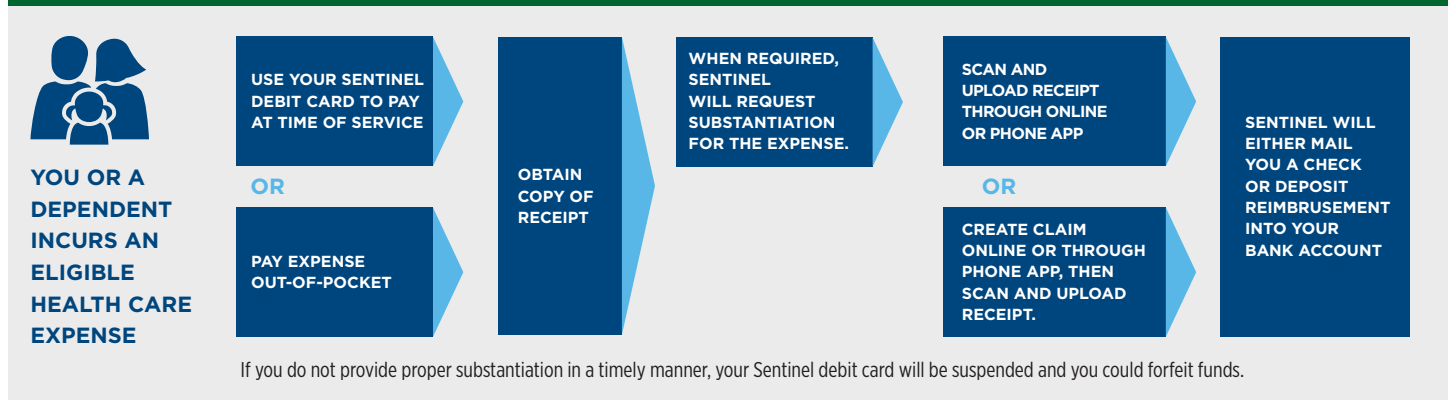 YOU OR A
DEPENDENT
INCURS AN
ELIGIBLE
HEALTH CARE
EXPENSE
USE YOUR SENTINEL
DEBIT CARD TO PAY
AT TIME OF SERVICE
OR
PAY EXPENSE
OUT-OF-POCKET
OBTAIN
COPY OF
RECEIPT
WHEN REQUIRED,
SENTINEL
WILL REQUEST
SUBSTANTIATION
FOR THE EXPENSE.
SCAN AND
UPLOAD RECEIPT
THROUGH ONLINE
OR PHONE APP
OR
CREATE CLAIM
ONLINE OR THROUGH
PHONE APP, THEN
SCAN AND UPLOAD
RECEIPT.
SENTINEL WILL
EITHER MAIL
YOU A CHECK
OR DEPOSIT
REIMBRUSEMENT
INTO YOUR
BANK ACCOUNT
If you do not provide proper substantiation in a timely manner, your Sentinel debit card will be suspended and you could forfeit funds.